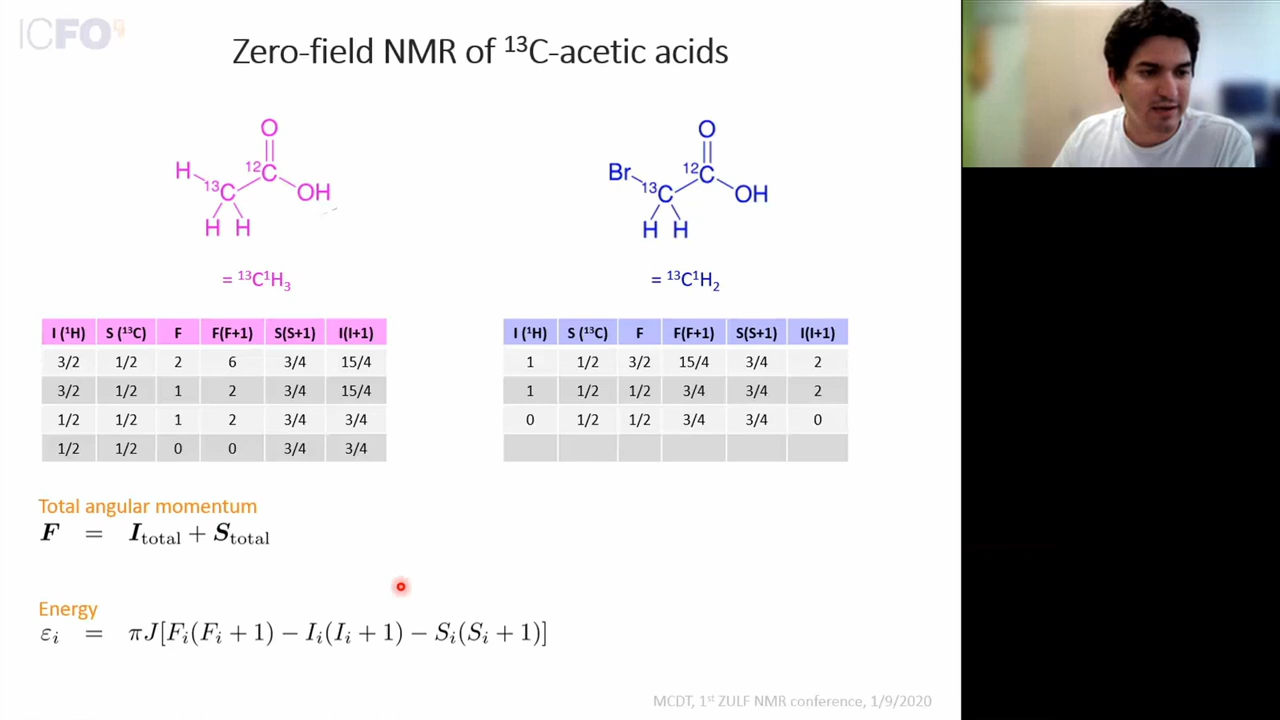 ICFO
Zero-field NMR of ¹³C-acetic acids
O
H
¹³C
¹²C
OH
H H
= ¹³C¹H₃
O
Br
¹³C
¹²C
OH
H H
= ¹³C¹H₂
I (¹H) S (¹³C) F F(F+1) S(S+1) I(I+1)
3/2 1/2 2 6 3/4 15/4
3/2 1/2 1 2 3/4 15/4
1/2 1/2 1 2 3/4 3/4
1/2 1/2 0 0 3/4 3/4
I (¹H) S (¹³C) F F(F+1) S(S+1) I(I+1)
1 1/2 3/2 15/4 3/4 2
1 1/2 1/2 3/4 3/4 2
0 1/2 1/2 3/4 3/4 0
Total angular momentum
F = I_total + S_total
Energy
ε_i = πJ[F_i(F_i + 1) − I_i(I_i + 1) − S_i(S_i + 1)]
MCDT, 1ˢᵗ ZULF NMR conference, 1/9/2020